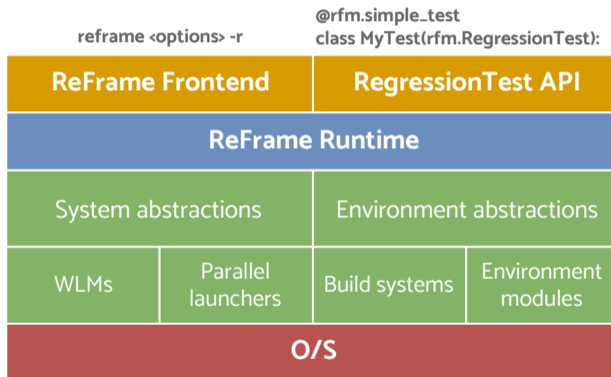 reframe <options> -r
@rfm.simple_test
class MyTest(rfm.RegressionTest):
ReFrame Frontend
RegressionTest API
ReFrame Runtime
System abstractions
Environment abstractions
WLMs
Parallel
launchers
Build systems
Environment
modules
O/S